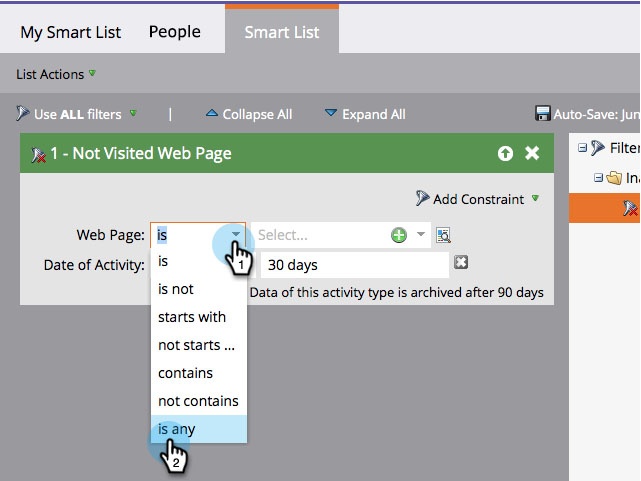 My Smart List People Smart List
List Actions
Use ALL filters | Collapse All Expand All Auto-Save: Jun
1 - Not Visited Web Page
Filter
Ina
Add Constraint
Web Page: is Select...
Date of Activity: 30 days
Data of this activity type is archived after 90 days
is
is not
starts with
not starts ...
contains
not contains
is any
1
2